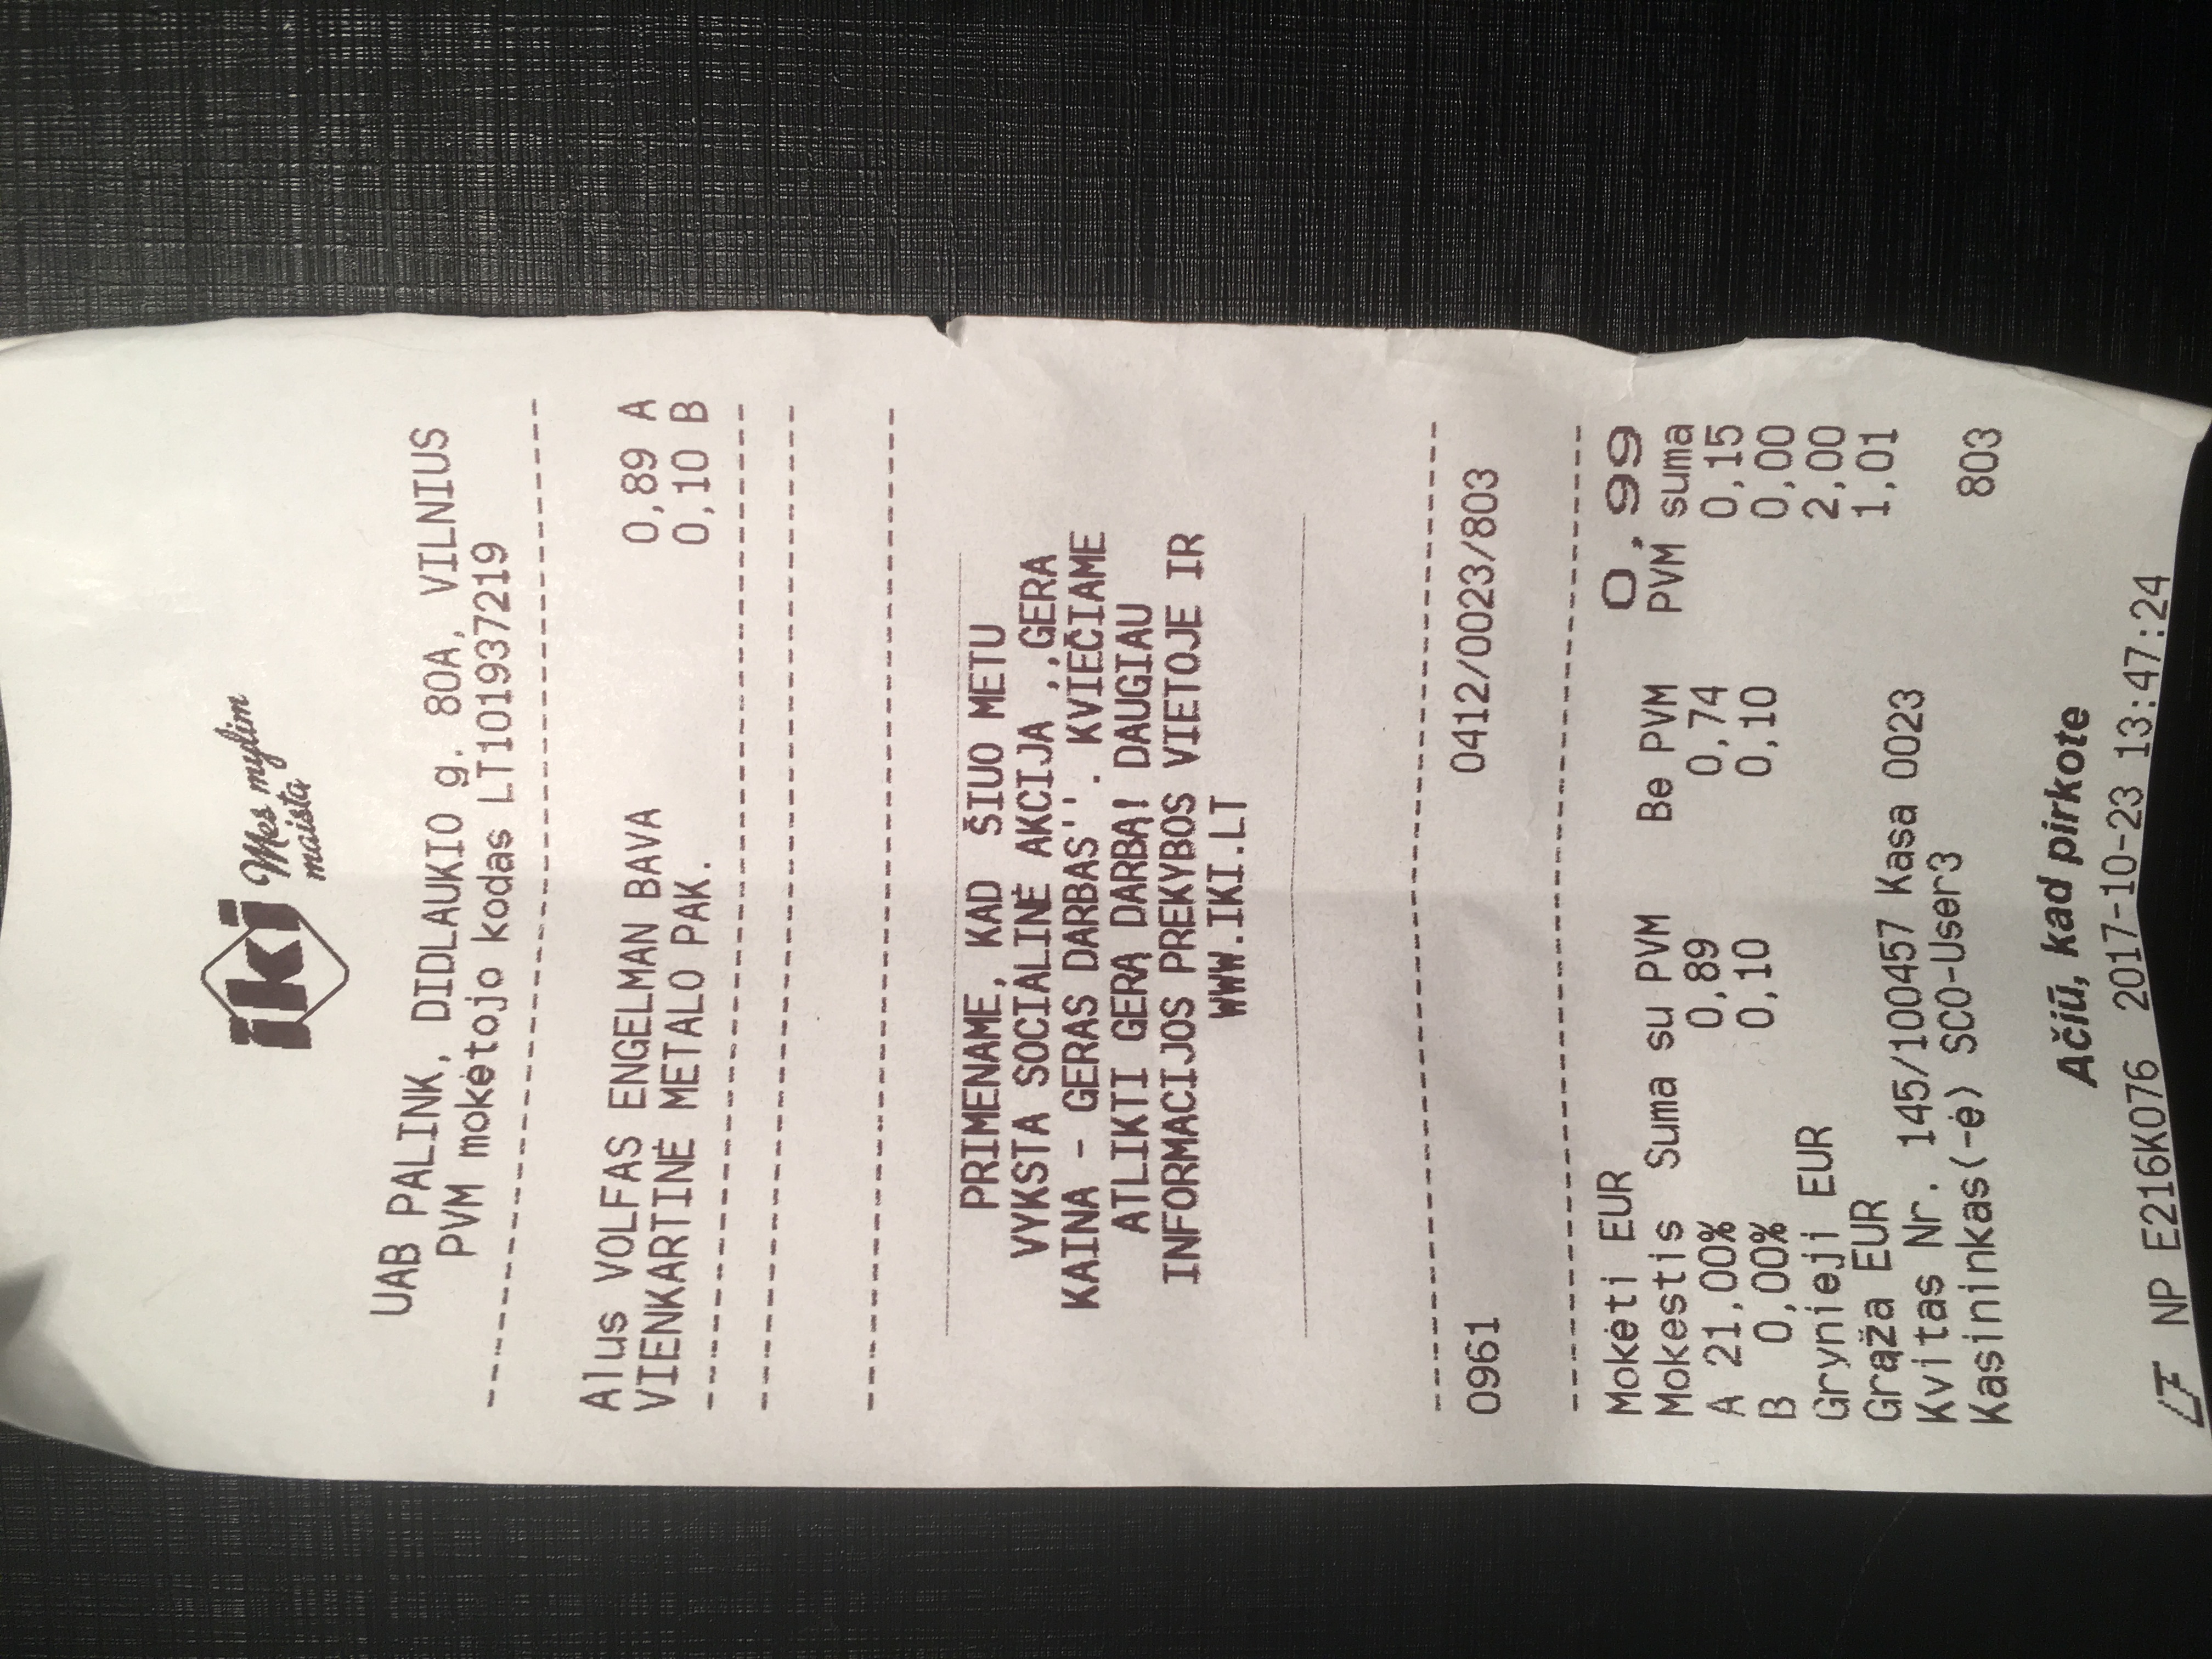 iki Mes mylim
maistą
UAB PALINK, DIDLAUKIO g. 80A, VILNIUS
PVM mokėtojo kodas LT101937219
Alus VOLFAS ENGELMAN BAVA 0,89 A
VIENKARTINĖ METALO PAK. 0,10 B
PRIMENAME, KAD ŠIUO METU
VYKSTA SOCIALINĖ AKCIJA ,,GERA
KAINA - GERAS DARBAS''. KVIEČIAME
ATLIKTI GERĄ DARBĄ! DAUGIAU
INFORMACIJOS PREKYBOS VIETOJE IR
WWW.IKI.LT
0961 0412/0023/803
Mokėti EUR 0,99
Mokestis Suma su PVM Be PVM PVM suma
A 21,00% 0,89 0,74 0,15
B 0,00% 0,10 0,10 0,00
Grynieji EUR 2,00
Grąža EUR 1,01
Kvitas Nr. 145/100457 Kasa 0023
Kasininkas(-ė) SCO-User3 803
Ačiū, kad pirkote
NP E216K076 2017-10-23 13:47:24